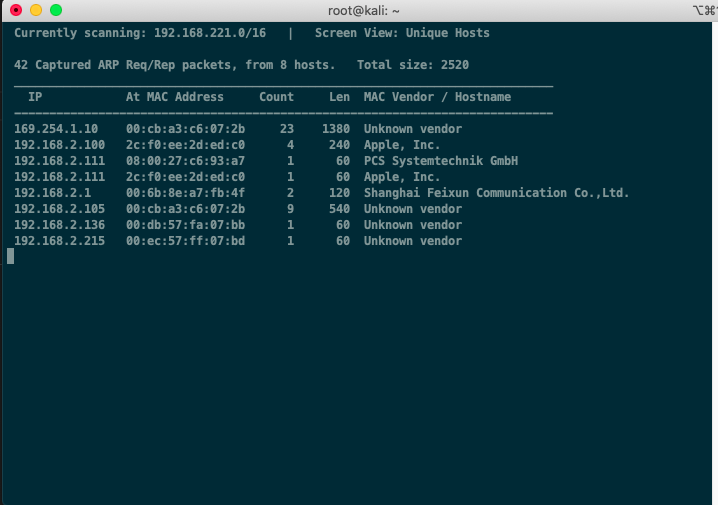 root@kali: ~
Currently scanning: 192.168.221.0/16 | Screen View: Unique Hosts
42 Captured ARP Req/Rep packets, from 8 hosts. Total size: 2520
IP At MAC Address Count Len MAC Vendor / Hostname
169.254.1.10 00:cb:a3:c6:07:2b 23 1380 Unknown vendor
192.168.2.100 2c:f0:ee:2d:ed:c0 4 240 Apple, Inc.
192.168.2.111 08:00:27:c6:93:a7 1 60 PCS Systemtechnik GmbH
192.168.2.111 2c:f0:ee:2d:ed:c0 1 60 Apple, Inc.
192.168.2.1 00:6b:8e:a7:fb:4f 2 120 Shanghai Feixun Communication Co.,Ltd.
192.168.2.105 00:cb:a3:c6:07:2b 9 540 Unknown vendor
192.168.2.136 00:db:57:fa:07:bb 1 60 Unknown vendor
192.168.2.215 00:ec:57:ff:07:bd 1 60 Unknown vendor